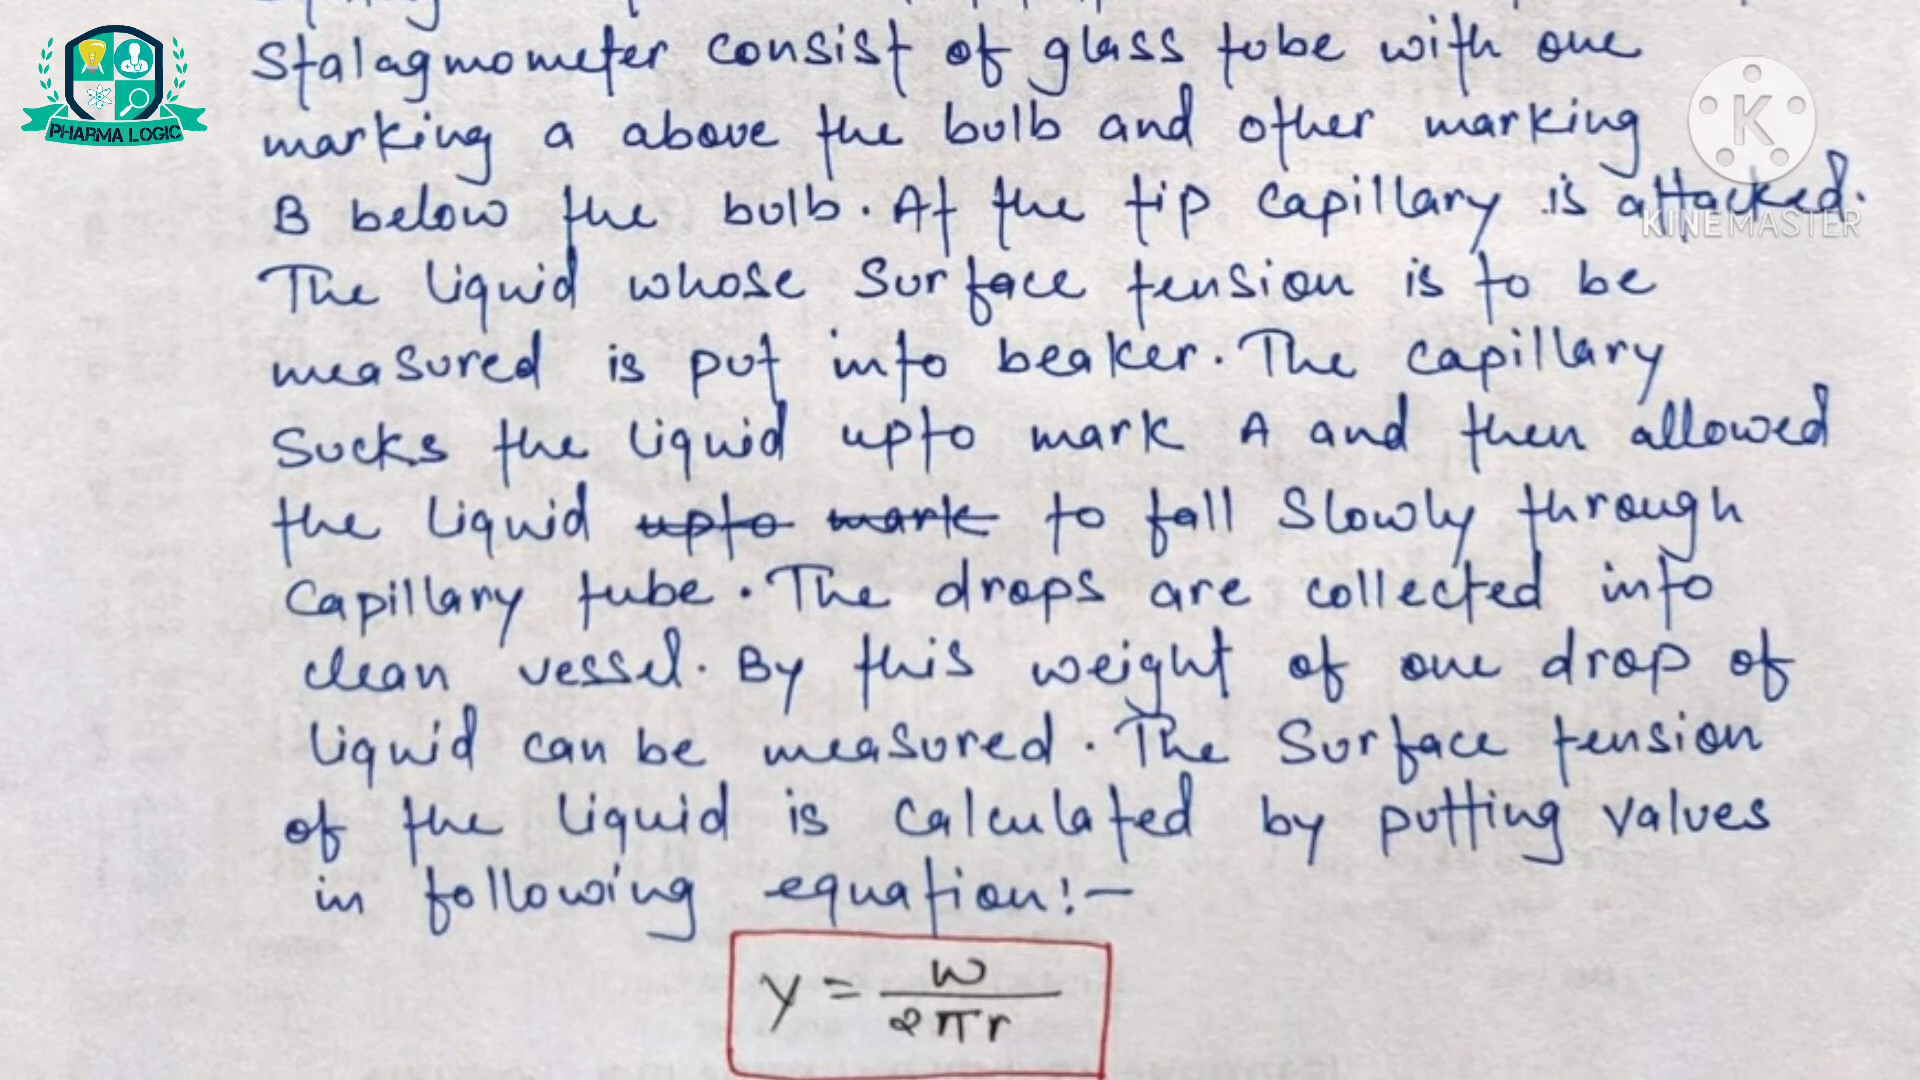 Stalagmometer consist of glass tube with one
marking a above the bulb and other marking
B below the bulb. At the tip capillary is attacked.
The liquid whose Surface tension is to be
measured is put into beaker. The capillary
Sucks the liquid upto mark A and then allowed
the liquid upto mark to fall Slowly through
Capillary tube. The drops are collected into
clean vessel. By this weight of one drop of
liquid can be measured. The Surface tension
of the liquid is calculated by putting values
in following equation:-
γ = w / 2πr
PHARMA LOGIC
K
KINEMASTER